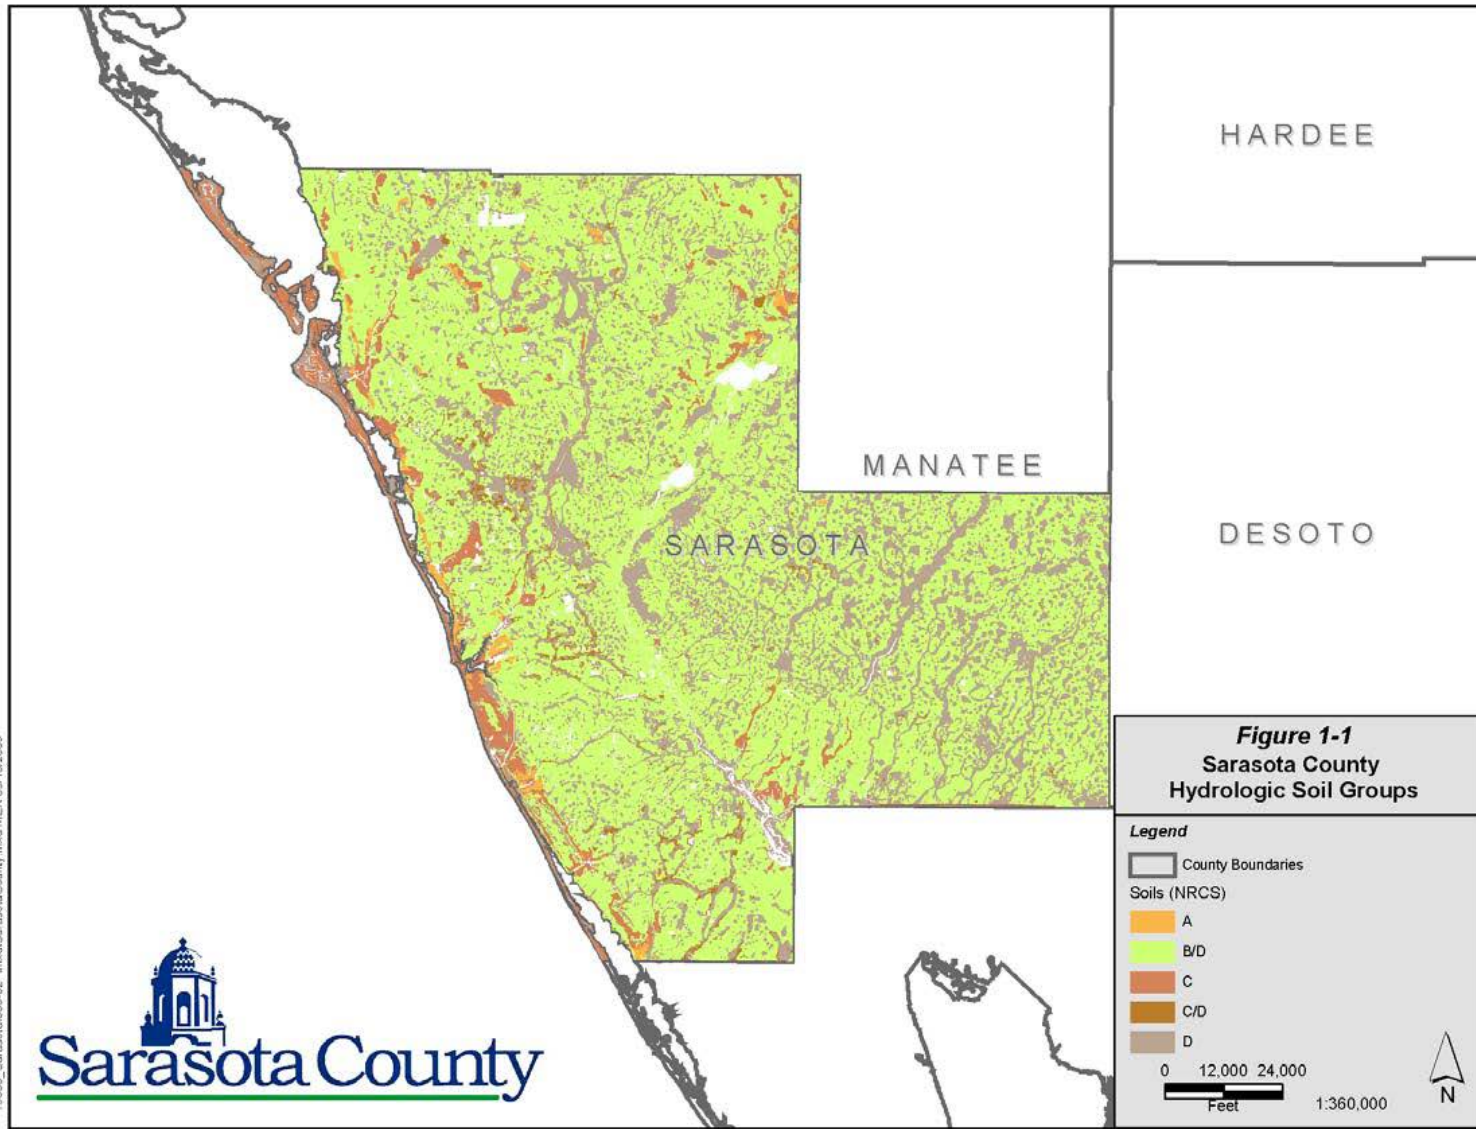 HARDEE
MANATEE
SARASOTA
DESOTO
Figure 1-1
Sarasota County
Hydrologic Soil Groups
Legend
County Boundaries
Soils (NRCS)
A
B/D
C
C/D
D
0 12,000 24,000
Feet
1:360,000
N
Sarasota County